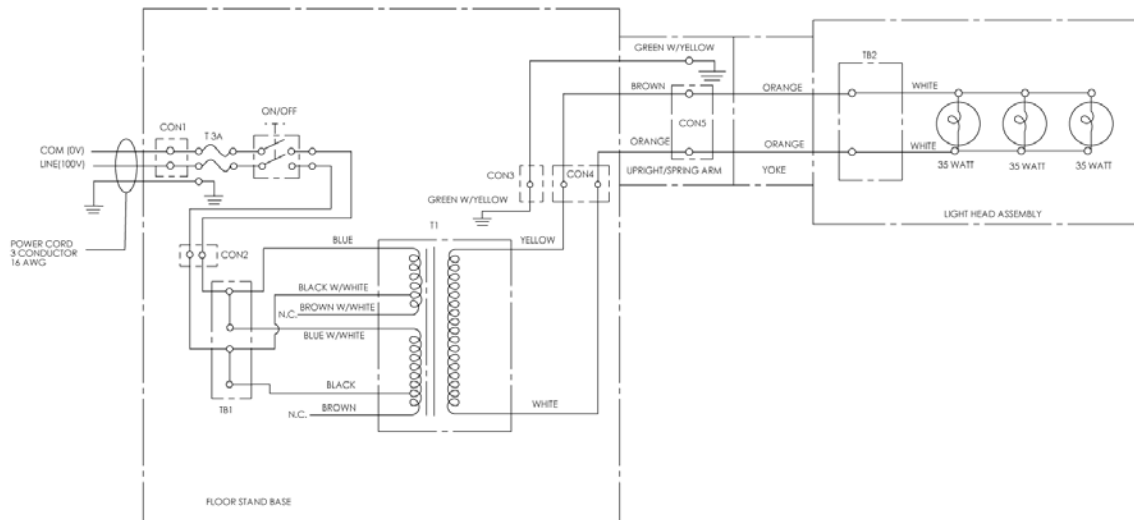 GREEN W/YELLOW
TB2
BROWN
ORANGE
WHITE
ON/OFF
CON1
T 3A
CON5
COM (0V)
LINE(100V)
ORANGE
ORANGE
WHITE
35 WATT
35 WATT
35 WATT
CON3
CON4
UPRIGHT/SPRING ARM
YOKE
GREEN W/YELLOW
LIGHT HEAD ASSEMBLY
T1
POWER CORD
3 CONDUCTOR
16 AWG
CON2
BLUE
YELLOW
BLACK W/WHITE
N.C.
BROWN W/WHITE
BLUE W/WHITE
BLACK
WHITE
TB1
N.C.
BROWN
FLOOR STAND BASE